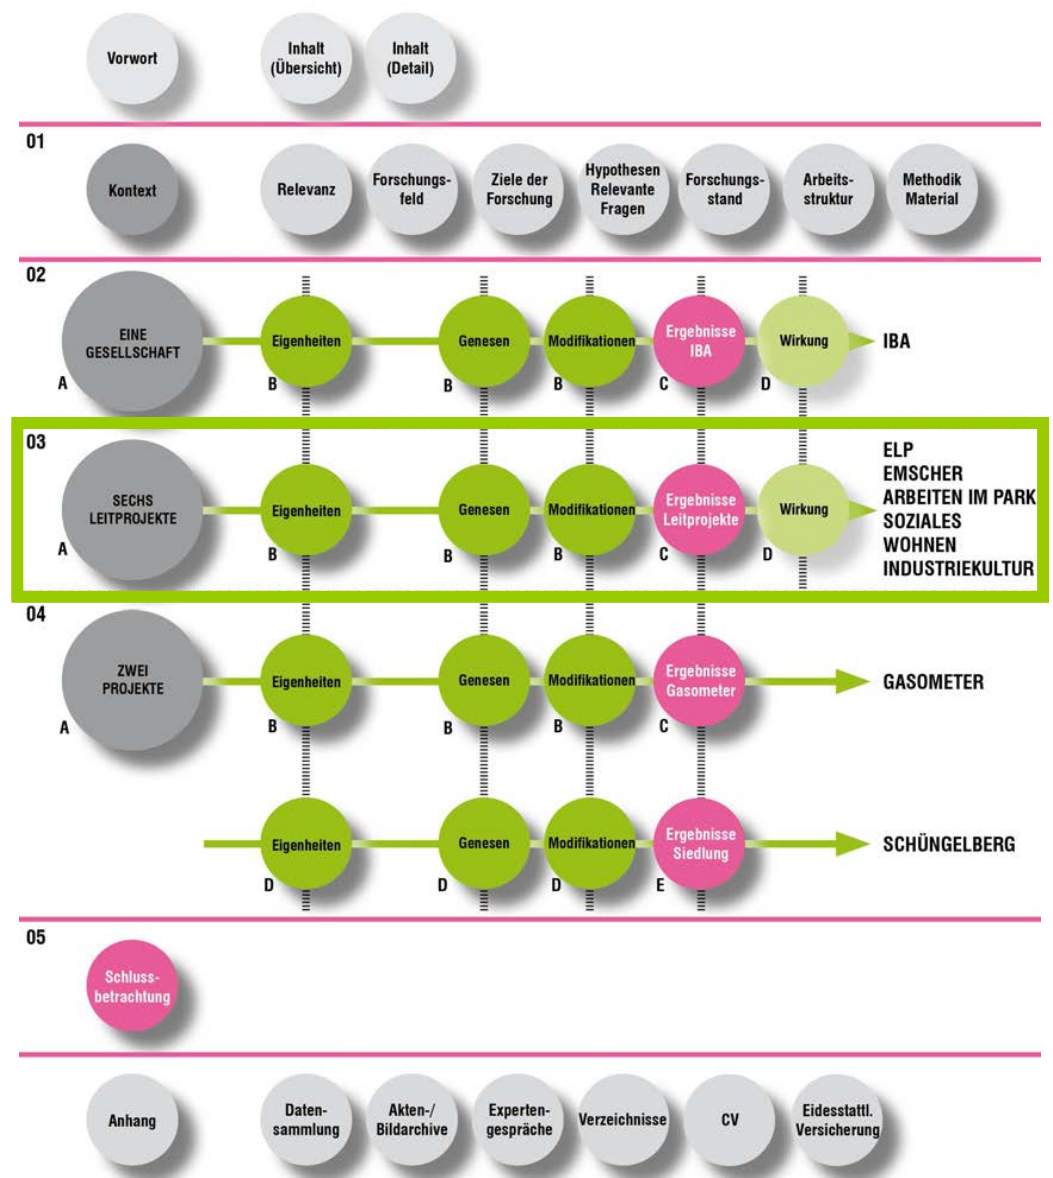 Vorwort
Inhalt
(Übersicht)
Inhalt
(Detail)
01
Kontext
Relevanz
Forschungs-
feld
Ziele der
Forschung
Hypothesen
Relevante
Fragen
Forschungs-
stand
Arbeits-
struktur
Methodik
Material
02
EINE
GESELLSCHAFT
A
Eigenheiten
B
Genesen
B
Modifikationen
B
Ergebnisse
IBA
C
Wirkung
D
IBA
03
SECHS
LEITPROJEKTE
A
Eigenheiten
B
Genesen
B
Modifikationen
B
Ergebnisse
Leitprojekte
C
Wirkung
D
ELP
EMSCHER
ARBEITEN IM PARK
SOZIALES
WOHNEN
INDUSTRIEKULTUR
04
ZWEI
PROJEKTE
A
Eigenheiten
B
Genesen
B
Modifikationen
B
Ergebnisse
Gasometer
C
GASOMETER
Eigenheiten
D
Genesen
D
Modifikationen
D
Ergebnisse
Siedlung
E
SCHÜNGELBERG
05
Schluss-
betrachtung
Anhang
Daten-
sammlung
Akten-/
Bildarchive
Experten-
gespräche
Verzeichnisse
CV
Eidesstattl.
Versicherung